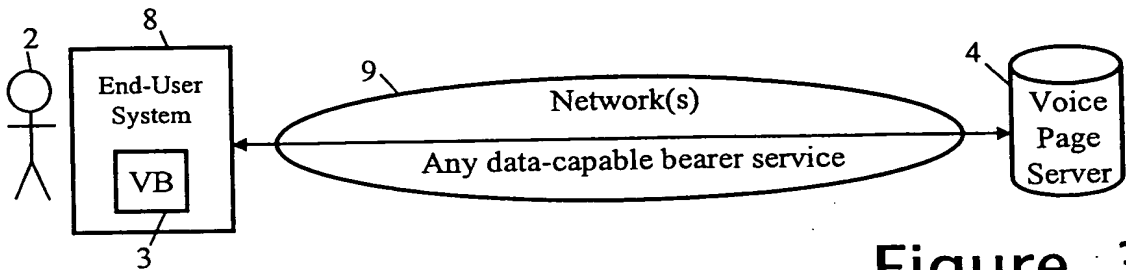 2
8
End-User
System
VB
3
9
Network(s)
Any data-capable bearer service
4
Voice
Page
Server
Figure